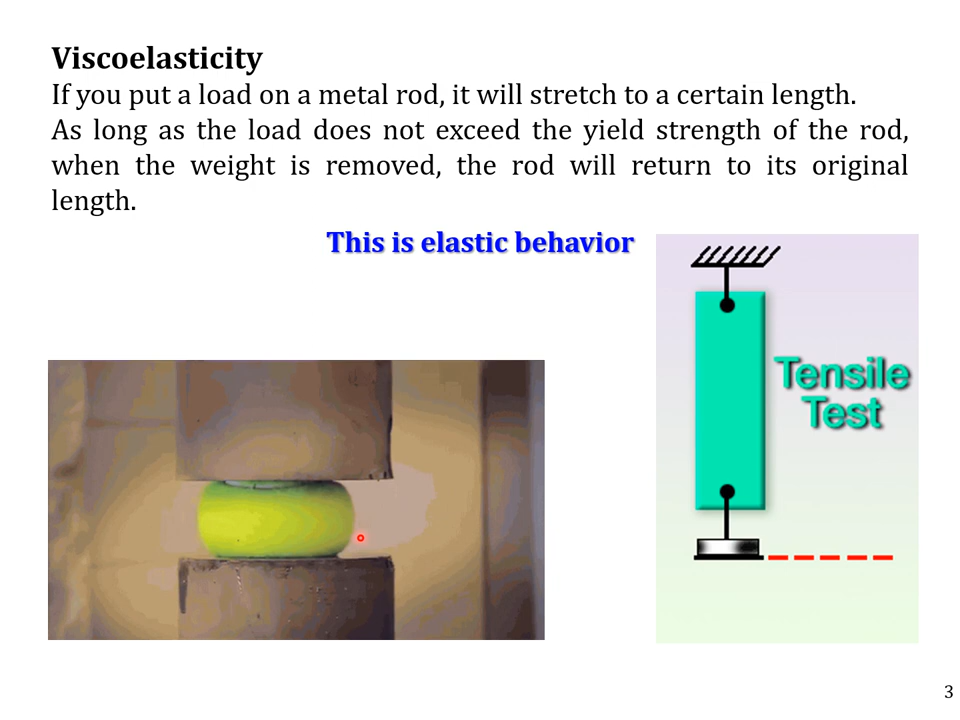 Viscoelasticity
If you put a load on a metal rod, it will stretch to a certain length.
As long as the load does not exceed the yield strength of the rod,
when the weight is removed, the rod will return to its original
length.
This is elastic behavior
Tensile
Test
3